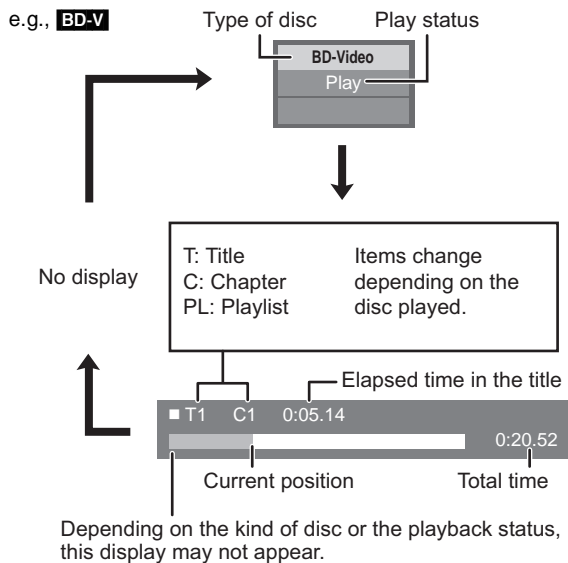 e.g., BD-V
Type of disc
Play status
BD-Video
Play
No display
T: Title
C: Chapter
PL: Playlist
Items change
depending on the
disc played.
Elapsed time in the title
T1 C1 0:05.14
0:20.52
Current position
Total time
Depending on the kind of disc or the playback status,
this display may not appear.